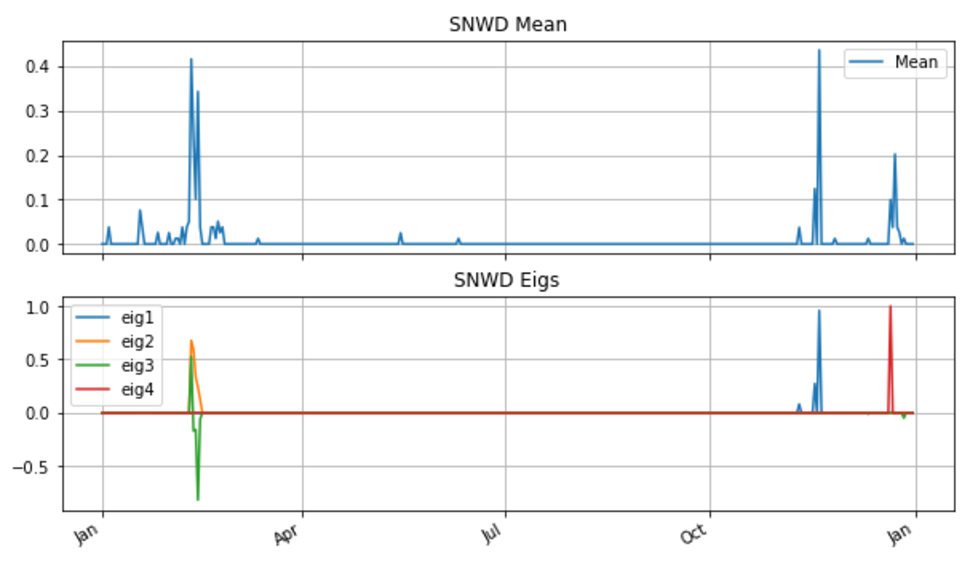 SNWD Mean
Mean
0.4
0.3
0.2
0.1
0.0
SNWD Eigs
eig1
eig2
eig3
eig4
1.0
0.5
0.0
−0.5
Jan
Apr
Jul
Oct
Jan